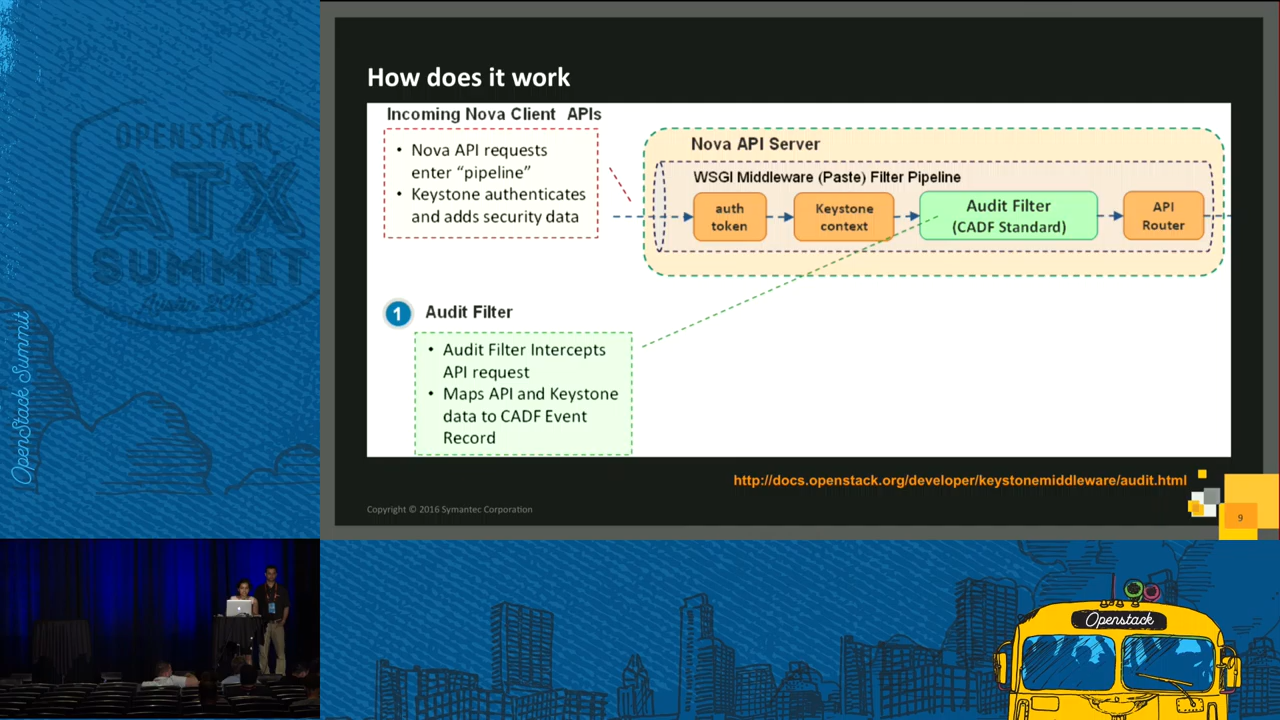 How does it work
Incoming Nova Client APIs
• Nova API requests
enter “pipeline”
• Keystone authenticates
and adds security data
Nova API Server
WSGI Middleware (Paste) Filter Pipeline
auth
token
Keystone
context
Audit Filter
(CADF Standard)
API
Router
1 Audit Filter
• Audit Filter Intercepts
API request
• Maps API and Keystone
data to CADF Event
Record
http://docs.openstack.org/developer/keystonemiddleware/audit.html
Copyright © 2016 Symantec Corporation
9
OPENSTACK
ATX
SUMMIT
Austin 2016
OpenStack Summit
Openstack